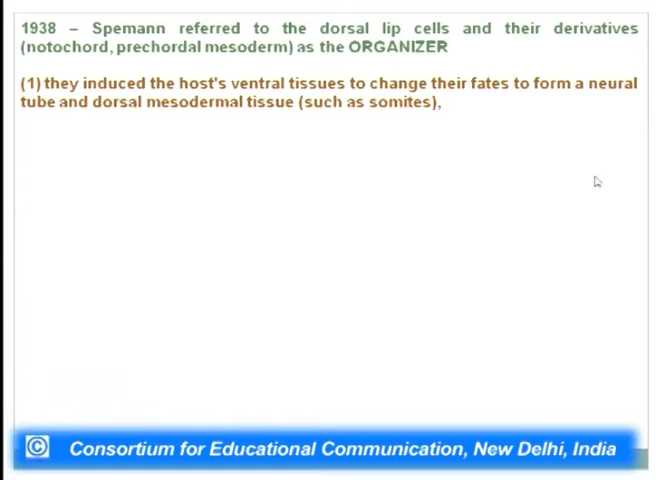 1938 – Spemann referred to the dorsal lip cells and their derivatives
(notochord, prechordal mesoderm) as the ORGANIZER
(1) they induced the host's ventral tissues to change their fates to form a neural
tube and dorsal mesodermal tissue (such as somites),
© Consortium for Educational Communication, New Delhi, India